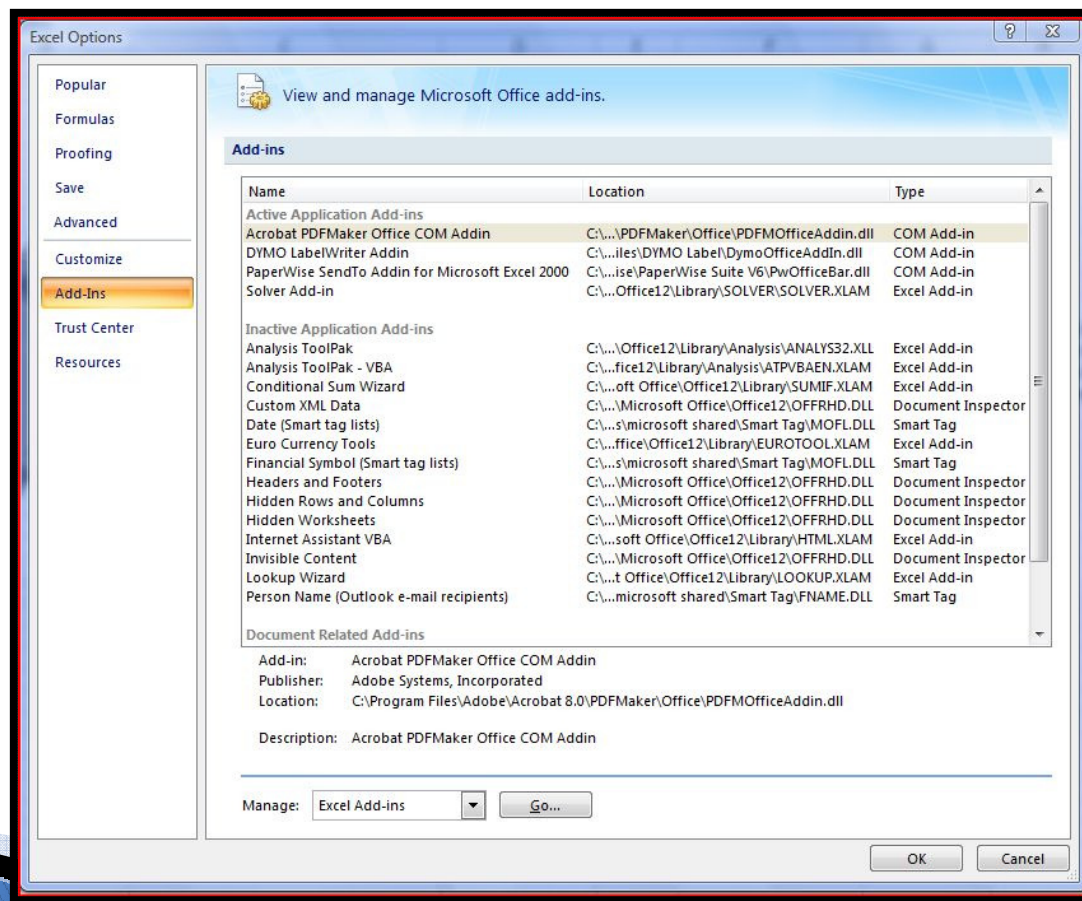 Excel Options
Popular
Formulas
Proofing
Save
Advanced
Customize
Add-Ins
Trust Center
Resources
View and manage Microsoft Office add-ins.
Add-ins
Name Location Type
Active Application Add-ins
Acrobat PDFMaker Office COM Addin C:\...\PDFMaker\Office\PDFMOfficeAddin.dll COM Add-in
DYMO LabelWriter Addin C:\...iles\DYMO Label\DymoOfficeAddIn.dll COM Add-in
PaperWise SendTo Addin for Microsoft Excel 2000 C:\...ise\PaperWise Suite V6\PwOfficeBar.dll COM Add-in
Solver Add-in C:\...Office12\Library\SOLVER\SOLVER.XLAM Excel Add-in
Inactive Application Add-ins
Analysis ToolPak C:\...\Office12\Library\Analysis\ANALYS32.XLL Excel Add-in
Analysis ToolPak - VBA C:\...fice12\Library\Analysis\ATPVBAEN.XLAM Excel Add-in
Conditional Sum Wizard C:\...oft Office\Office12\Library\SUMIF.XLAM Excel Add-in
Custom XML Data C:\...\Microsoft Office\Office12\OFFRHD.DLL Document Inspector
Date (Smart tag lists) C:\...s\microsoft shared\Smart Tag\MOFL.DLL Smart Tag
Euro Currency Tools C:\...ffice\Office12\Library\EUROTOOL.XLAM Excel Add-in
Financial Symbol (Smart tag lists) C:\...s\microsoft shared\Smart Tag\MOFL.DLL Smart Tag
Headers and Footers C:\...\Microsoft Office\Office12\OFFRHD.DLL Document Inspector
Hidden Rows and Columns C:\...\Microsoft Office\Office12\OFFRHD.DLL Document Inspector
Hidden Worksheets C:\...\Microsoft Office\Office12\OFFRHD.DLL Document Inspector
Internet Assistant VBA C:\...soft Office\Office12\Library\HTML.XLAM Excel Add-in
Invisible Content C:\...\Microsoft Office\Office12\OFFRHD.DLL Document Inspector
Lookup Wizard C:\...t Office\Office12\Library\LOOKUP.XLAM Excel Add-in
Person Name (Outlook e-mail recipients) C:\...microsoft shared\Smart Tag\FNAME.DLL Smart Tag
Document Related Add-ins
Add-in: Acrobat PDFMaker Office COM Addin
Publisher: Adobe Systems, Incorporated
Location: C:\Program Files\Adobe\Acrobat 8.0\PDFMaker\Office\PDFMOfficeAddin.dll
Description: Acrobat PDFMaker Office COM Addin
Manage: Excel Add-ins Go...
OK Cancel